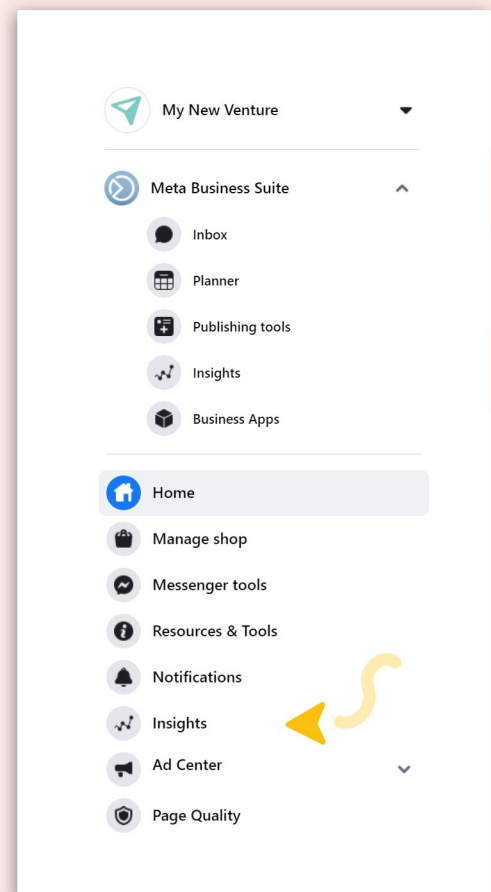 My New Venture
Meta Business Suite
Inbox
Planner
Publishing tools
Insights
Business Apps
Home
Manage shop
Messenger tools
Resources & Tools
Notifications
Insights
Ad Center
Page Quality